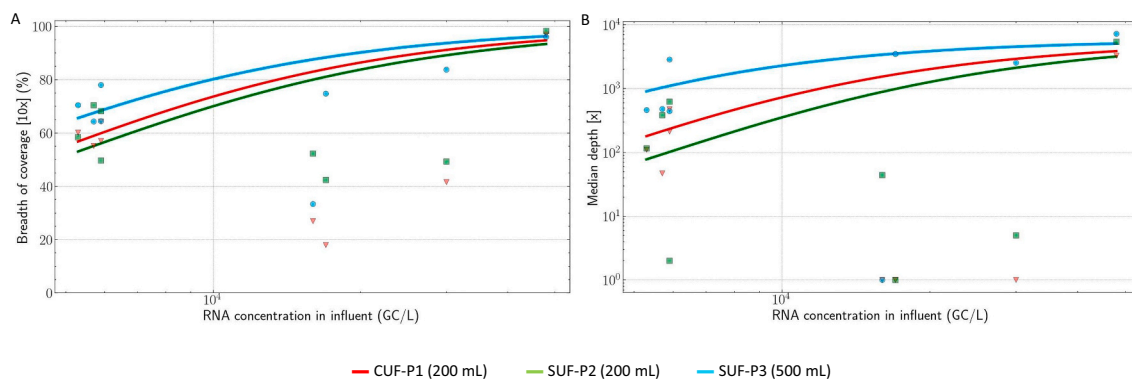 A
Breadth of coverage [10x] (%)
100
80
60
40
20
0
10^4
RNA concentration in influent (GC/L)
B
Median depth [x]
10^4
10^3
10^2
10^1
10^0
10^4
RNA concentration in influent (GC/L)
CUF-P1 (200 mL) SUF-P2 (200 mL) SUF-P3 (500 mL)